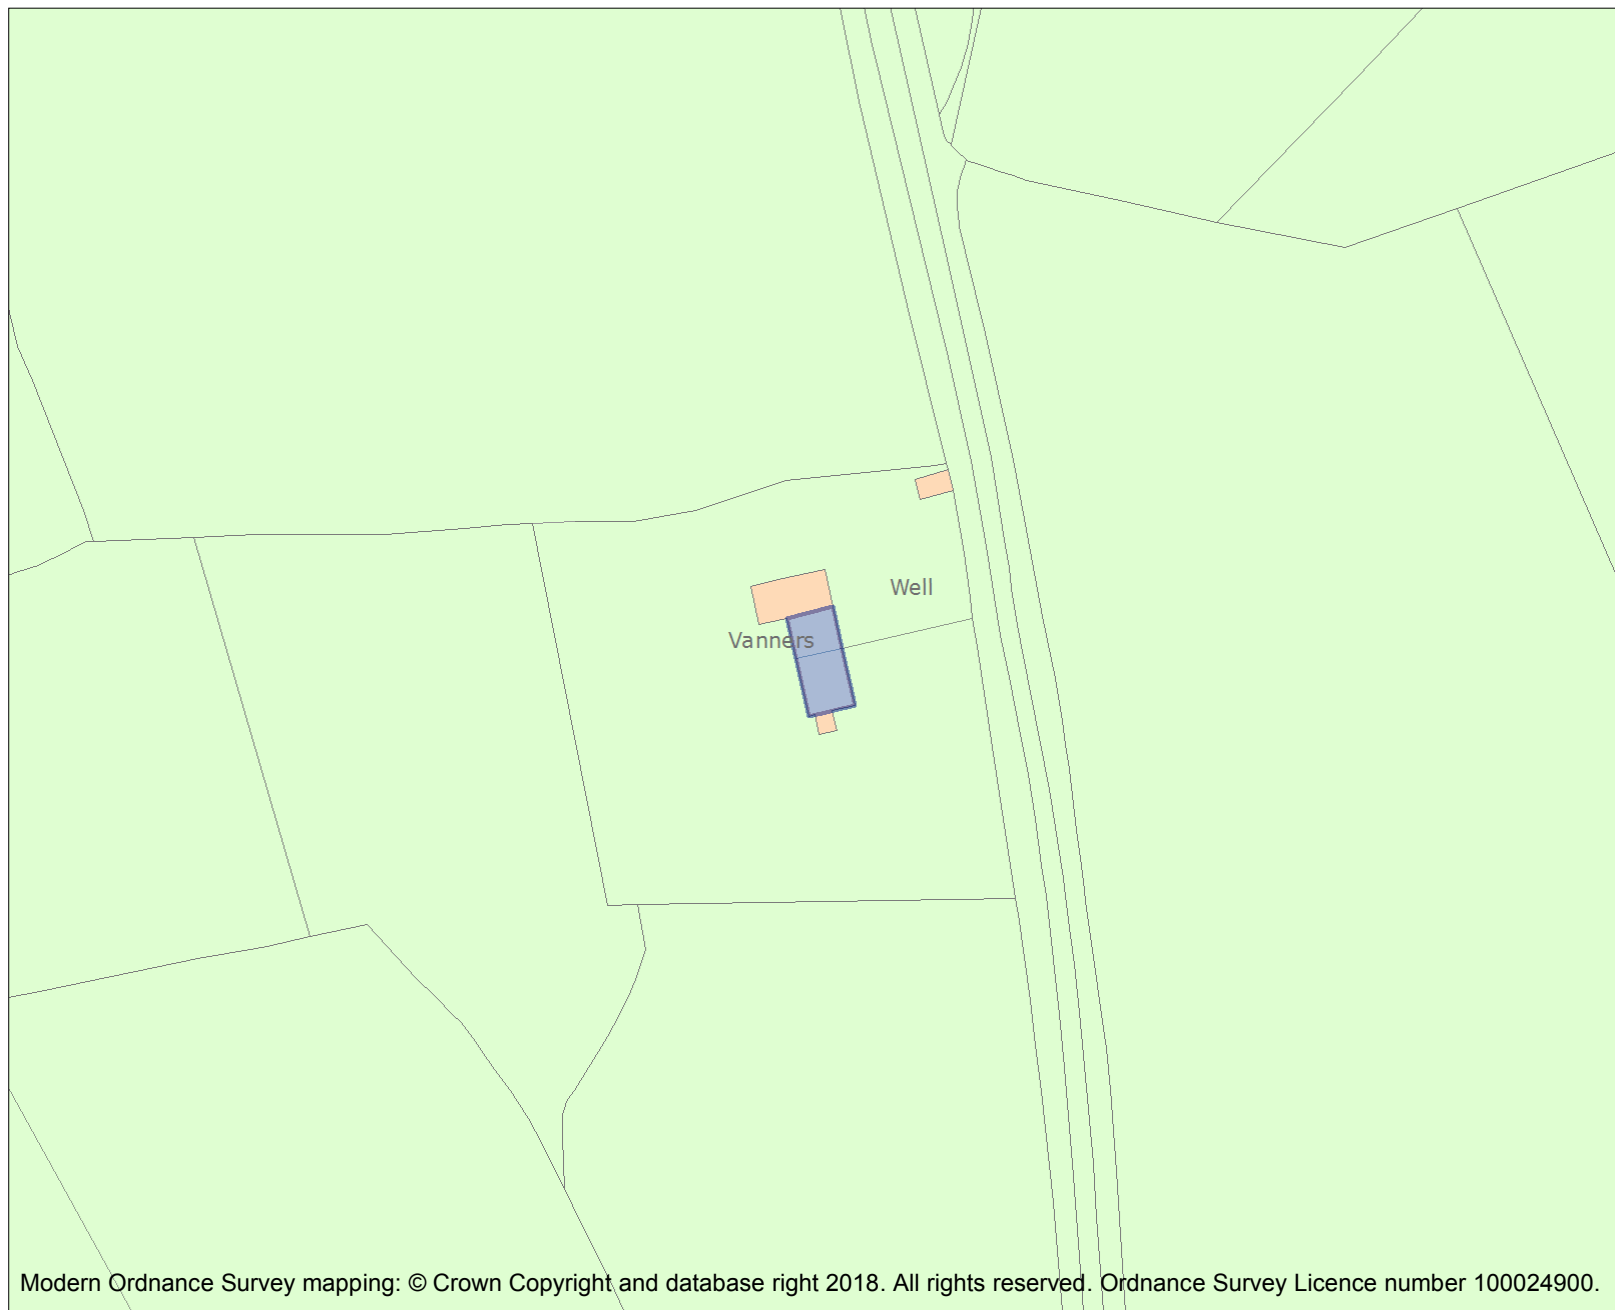 Well
Vanners
Modern Ordnance Survey mapping: © Crown Copyright and database right 2018. All rights reserved. Ordnance Survey Licence number 100024900.